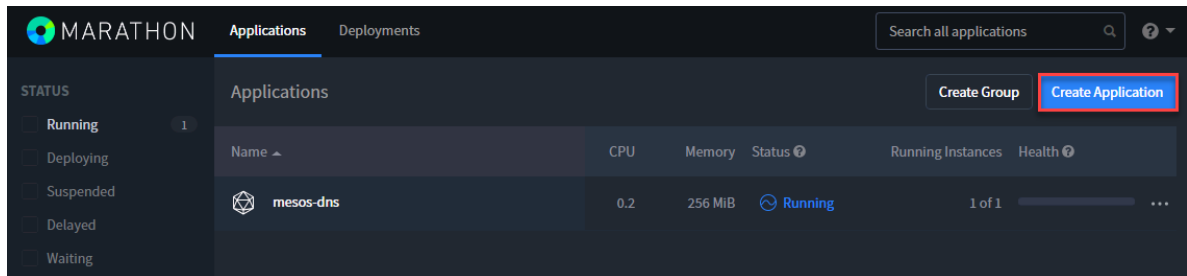 MARATHON Applications Deployments Search all applications
STATUS Applications Create Group Create Application
Running 1
Name CPU Memory Status Running Instances Health
Deploying
Suspended
mesos-dns 0.2 256 MiB Running 1 of 1
Delayed
Waiting